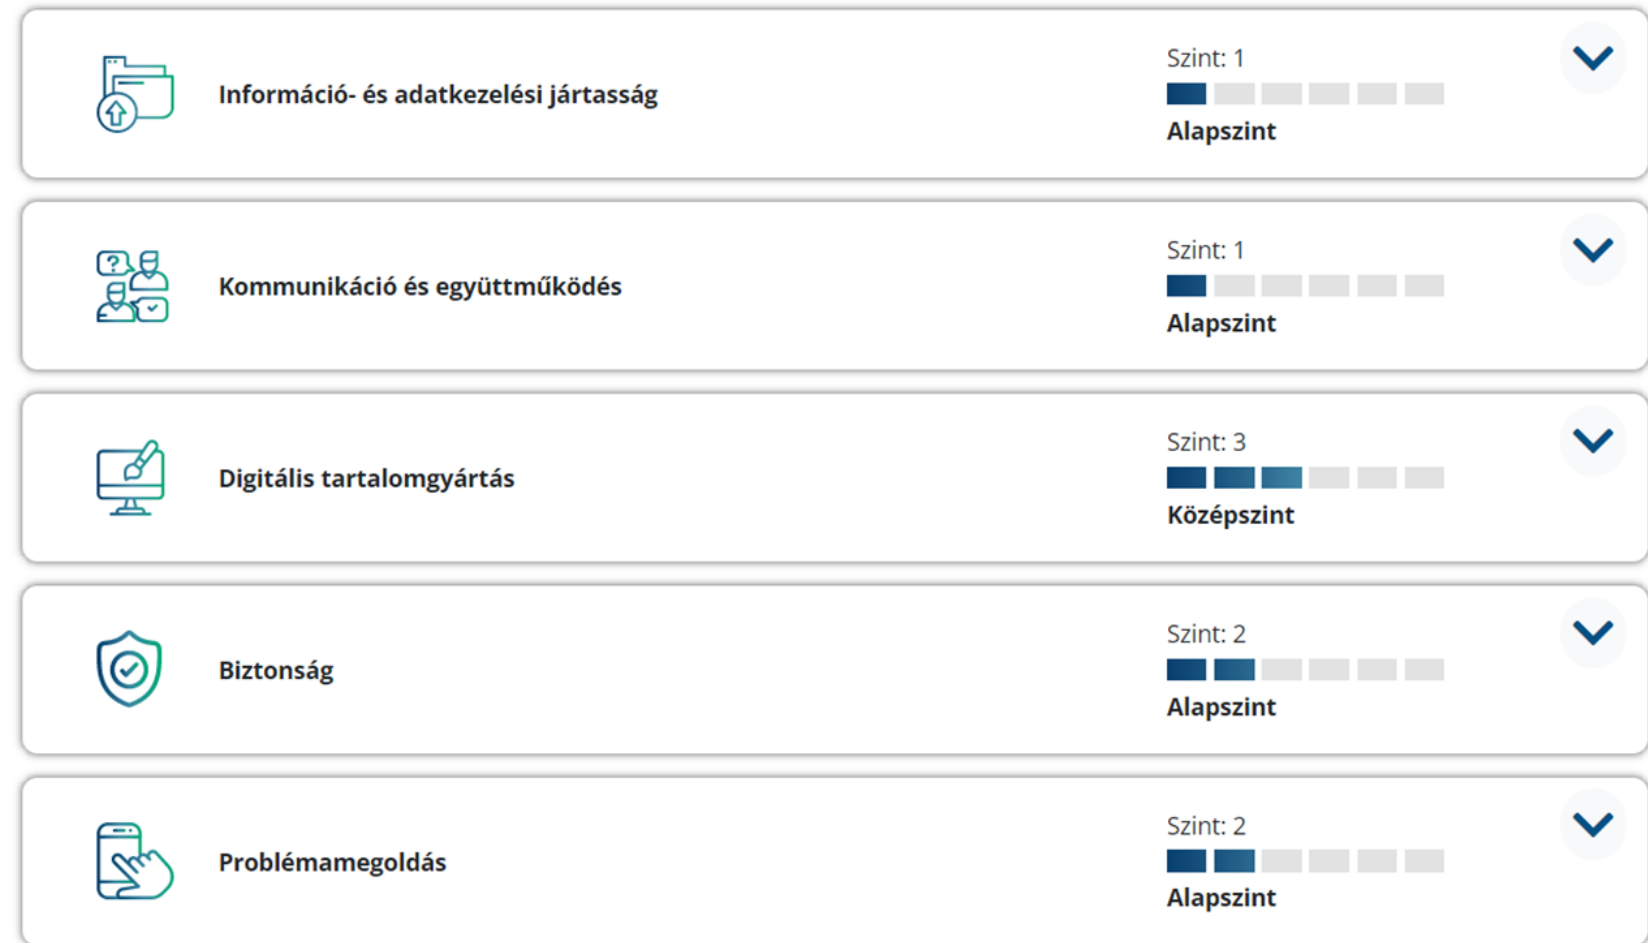 Információ- és adatkezelési jártasság
Szint: 1
Alapszint
Kommunikáció és együttműködés
Szint: 1
Alapszint
Digitális tartalomgyártás
Szint: 3
Középszint
Biztonság
Szint: 2
Alapszint
Problémamegoldás
Szint: 2
Alapszint